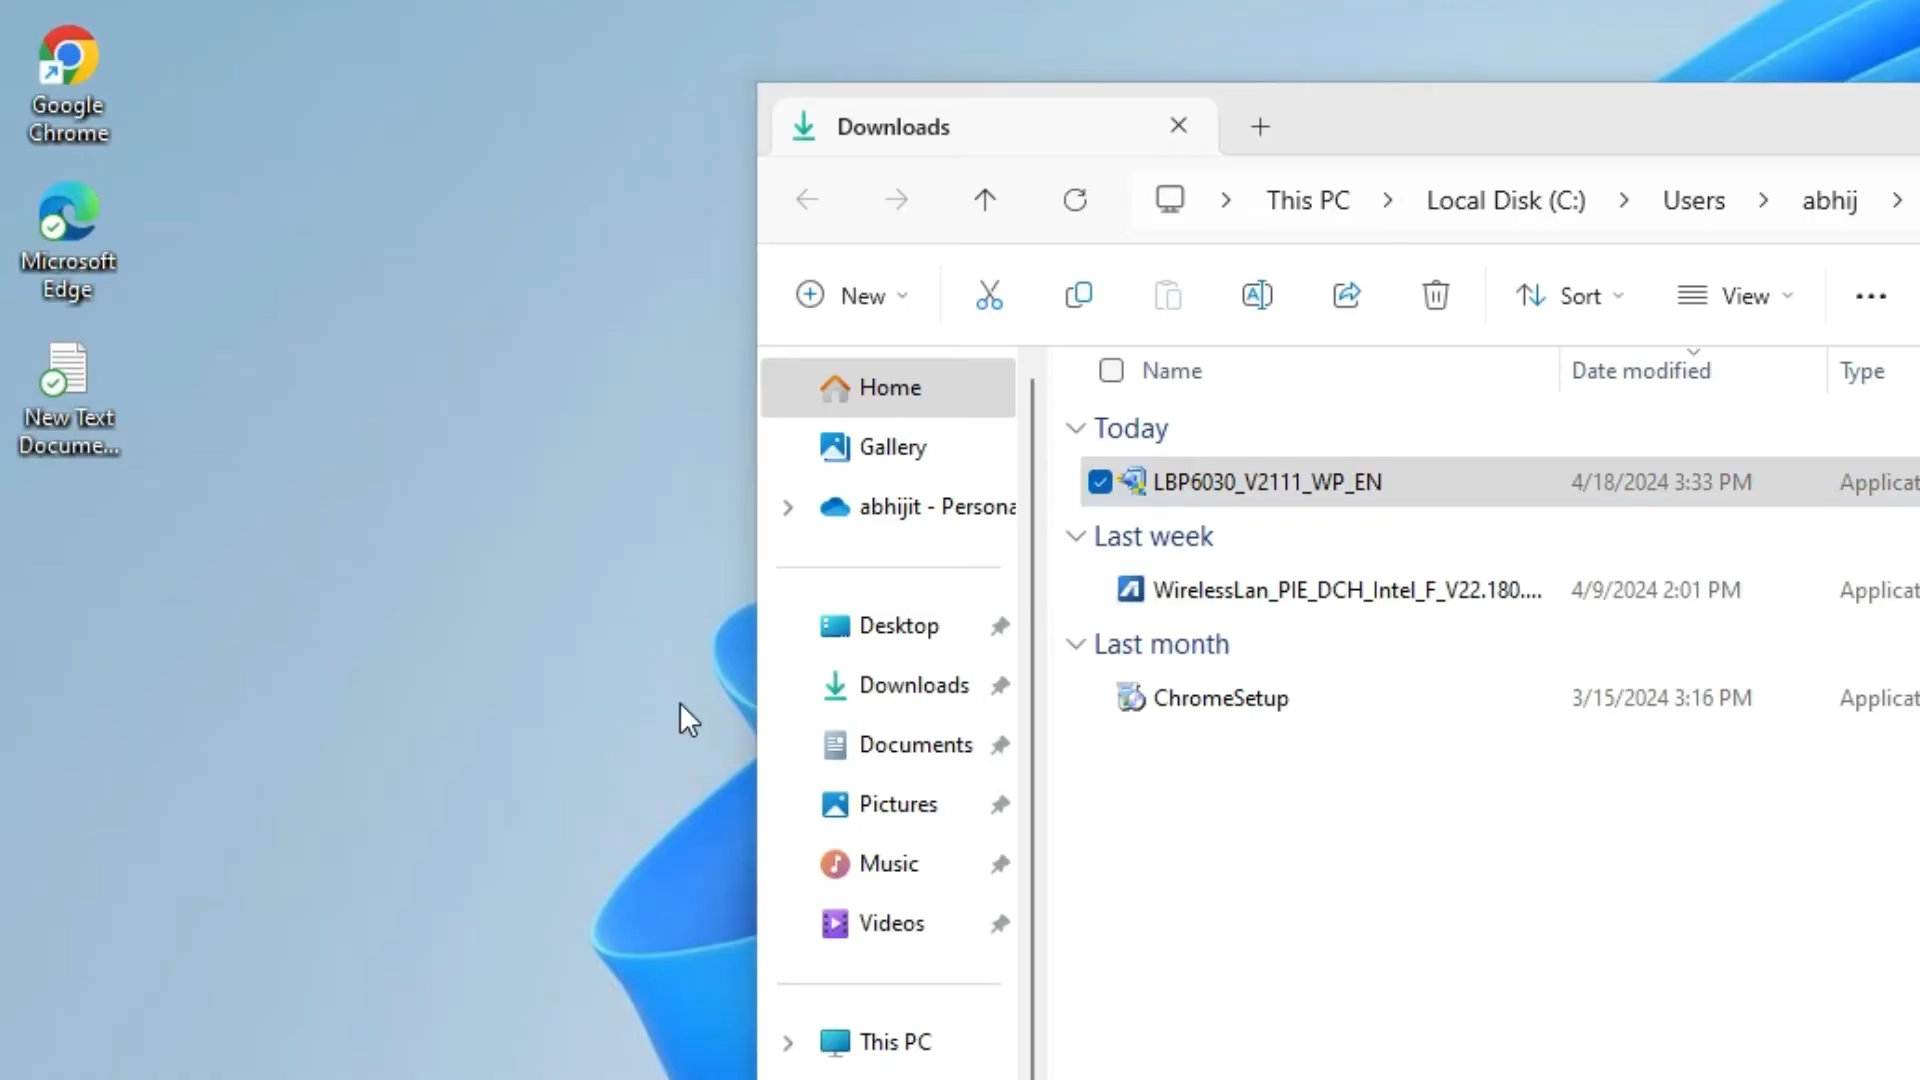 Google
Chrome
Microsoft
Edge
New Text
Docume...
Downloads
This PC
Local Disk (C:)
Users
abhij
New
Sort
View
Home
Gallery
abhijit - Persona
Desktop
Downloads
Documents
Pictures
Music
Videos
This PC
Name
Date modified
Type
Today
LBP6030_V2111_WP_EN
4/18/2024 3:33 PM
Applicat
Last week
WirelessLan_PIE_DCH_Intel_F_V22.180....
4/9/2024 2:01 PM
Applicat
Last month
ChromeSetup
3/15/2024 3:16 PM
Applicat